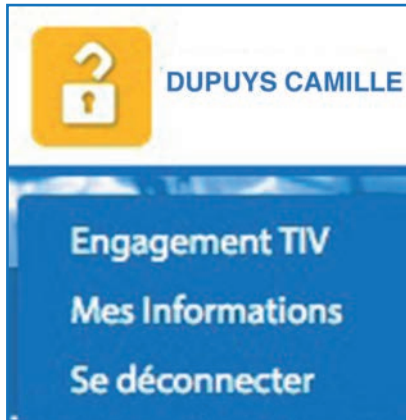 DUPUYS CAMILLE
Engagement TIV
Mes Informations
Se déconnecter